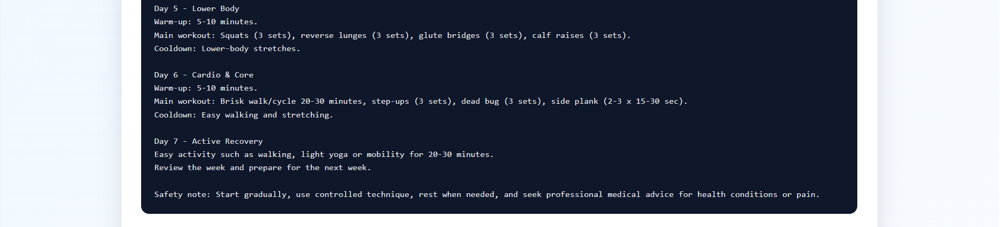 Day 5 - Lower Body
Warm-up: 5-10 minutes.
Main workout: Squats (3 sets), reverse lunges (3 sets), glute bridges (3 sets), calf raises (3 sets).
Cooldown: Lower-body stretches.
Day 6 - Cardio & Core
Warm-up: 5-10 minutes.
Main workout: Brisk walk/cycle 20-30 minutes, step-ups (3 sets), dead bug (3 sets), side plank (2-3 x 15-30 sec).
Cooldown: Easy walking and stretching.
Day 7 - Active Recovery
Easy activity such as walking, light yoga or mobility for 20-30 minutes.
Review the week and prepare for the next week.
Safety note: Start gradually, use controlled technique, rest when needed, and seek professional medical advice for health conditions or pain.